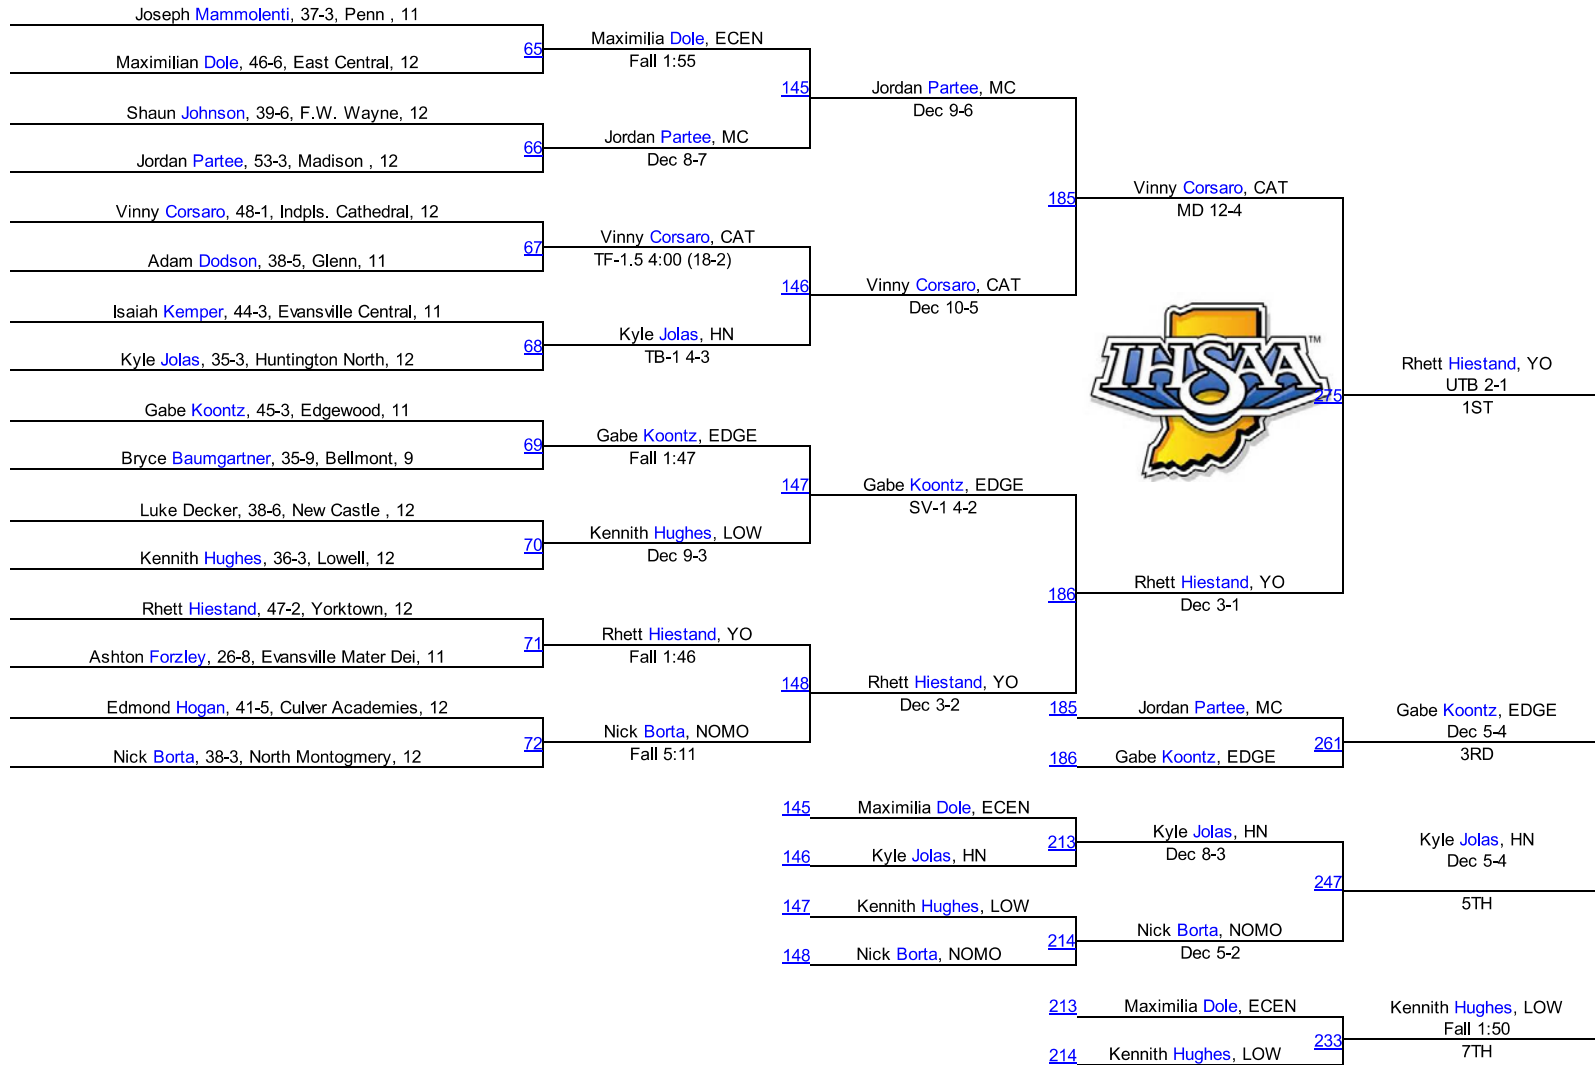 Joseph Mammolenti, 37-3, Penn , 11
65
Maximilian Dole, 46-6, East Central, 12
Maximilia Dole, ECEN
Fall 1:55
145
Shaun Johnson, 39-6, F.W. Wayne, 12
66
Jordan Partee, 53-3, Madison , 12
Jordan Partee, MC
Dec 8-7
Jordan Partee, MC
Dec 9-6
185
Vinny Corsaro, 48-1, Indpls. Cathedral, 12
67
Adam Dodson, 38-5, Glenn, 11
Vinny Corsaro, CAT
TF-1.5 4:00 (18-2)
146
Isaiah Kemper, 44-3, Evansville Central, 11
68
Kyle Jolas, 35-3, Huntington North, 12
Kyle Jolas, HN
TB-1 4-3
Vinny Corsaro, CAT
Dec 10-5
Vinny Corsaro, CAT
MD 12-4
IHSAA™
275
Rhett Hiestand, YO
UTB 2-1
1ST
Gabe Koontz, 45-3, Edgewood, 11
69
Bryce Baumgartner, 35-9, Bellmont, 9
Gabe Koontz, EDGE
Fall 1:47
147
Luke Decker, 38-6, New Castle , 12
70
Kennith Hughes, 36-3, Lowell, 12
Kennith Hughes, LOW
Dec 9-3
Gabe Koontz, EDGE
SV-1 4-2
186
Rhett Hiestand, 47-2, Yorktown, 12
71
Ashton Forzley, 26-8, Evansville Mater Dei, 11
Rhett Hiestand, YO
Fall 1:46
148
Edmond Hogan, 41-5, Culver Academies, 12
72
Nick Borta, 38-3, North Montogmery, 12
Nick Borta, NOMO
Fall 5:11
Rhett Hiestand, YO
Dec 3-2
Rhett Hiestand, YO
Dec 3-1
185 Jordan Partee, MC
186 Gabe Koontz, EDGE
261
Gabe Koontz, EDGE
Dec 5-4
3RD
145 Maximilia Dole, ECEN
146 Kyle Jolas, HN
213
Kyle Jolas, HN
Dec 8-3
147 Kennith Hughes, LOW
148 Nick Borta, NOMO
214
Nick Borta, NOMO
Dec 5-2
247
Kyle Jolas, HN
Dec 5-4
5TH
213 Maximilia Dole, ECEN
214 Kennith Hughes, LOW
233
Kennith Hughes, LOW
Fall 1:50
7TH